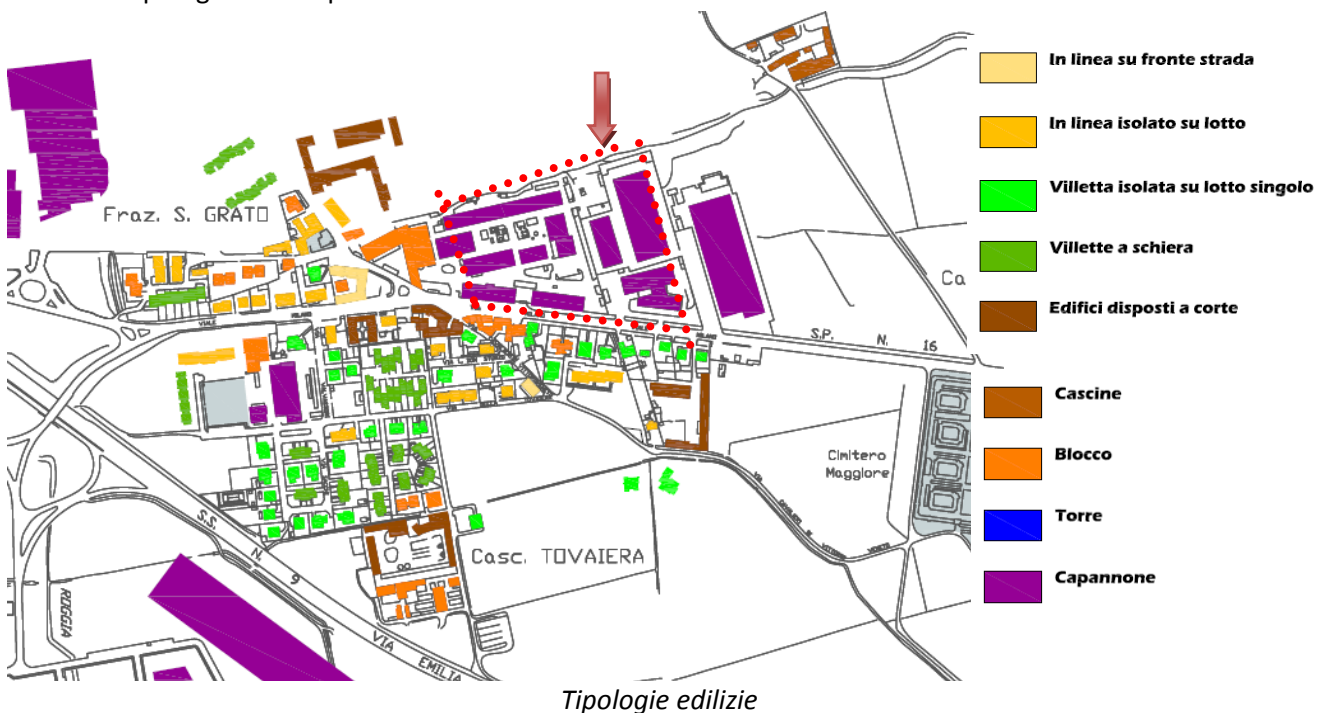 In linea su fronte strada
In linea isolato su lotto
Villetta isolata su lotto singolo
Villette a schiera
Edifici disposti a corte
Cascine
Blocco
Torre
Capannone
Fraz. S. GRATO
VIALE MILANO
S.P. N. 16
Ca
Cimitero
Maggiore
Casc. TOVAIERA
S.S. N. 9
VIA EMILIA
ROGGIA
Tipologie edilizie